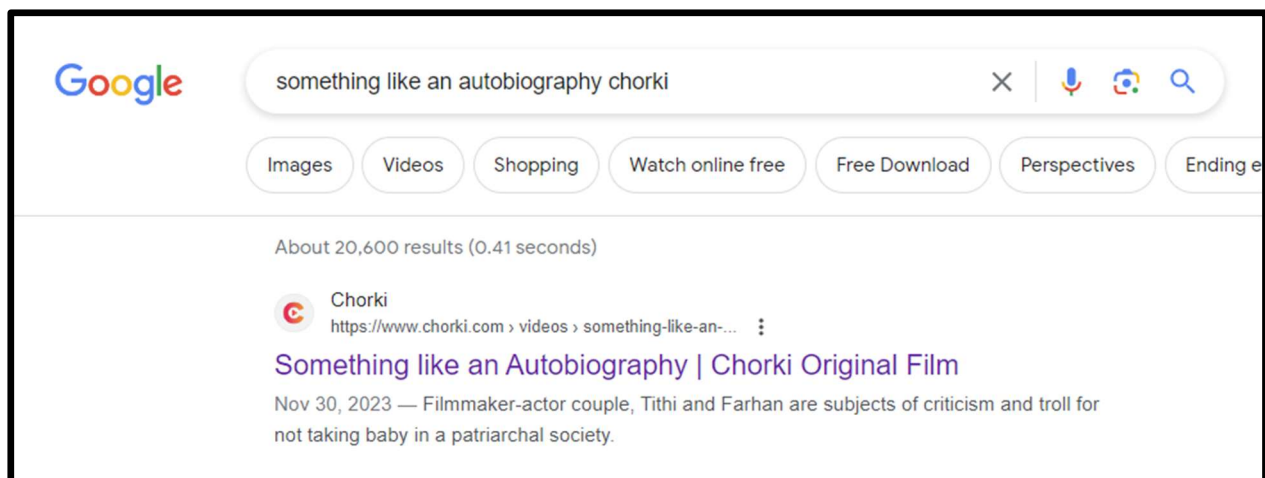 Google
something like an autobiography chorki
Images Videos Shopping Watch online free Free Download Perspectives Ending e
About 20,600 results (0.41 seconds)
Chorki
https://www.chorki.com › videos › something-like-an-...
Something like an Autobiography | Chorki Original Film
Nov 30, 2023 — Filmmaker-actor couple, Tithi and Farhan are subjects of criticism and troll for
not taking baby in a patriarchal society.